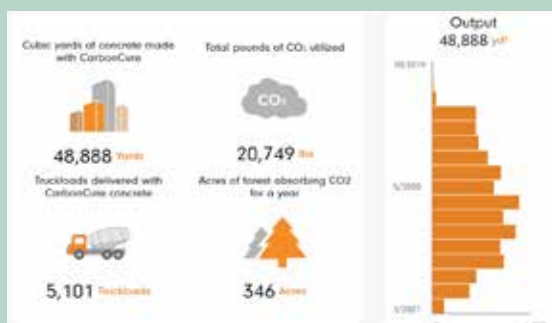 Cubic yards of concrete made
with CarbonCure
48,888 Yards
Total pounds of CO₂ utilized
CO₂
20,749 lbs
Truckloads delivered with
CarbonCure concrete
5,101 Truckloads
Acres of forest absorbing CO2
for a year
346 Acres
Output
48,888 yd³